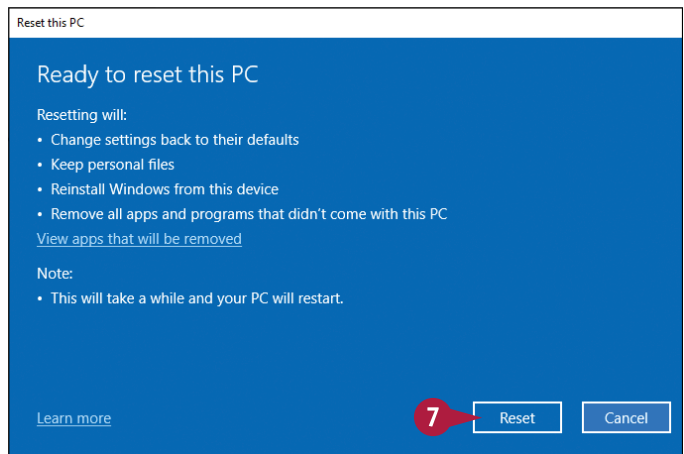 Reset this PC
Ready to reset this PC
Resetting will:
• Change settings back to their defaults
• Keep personal files
• Reinstall Windows from this device
• Remove all apps and programs that didn't come with this PC
View apps that will be removed
Note:
• This will take a while and your PC will restart.
Learn more 7 Reset Cancel